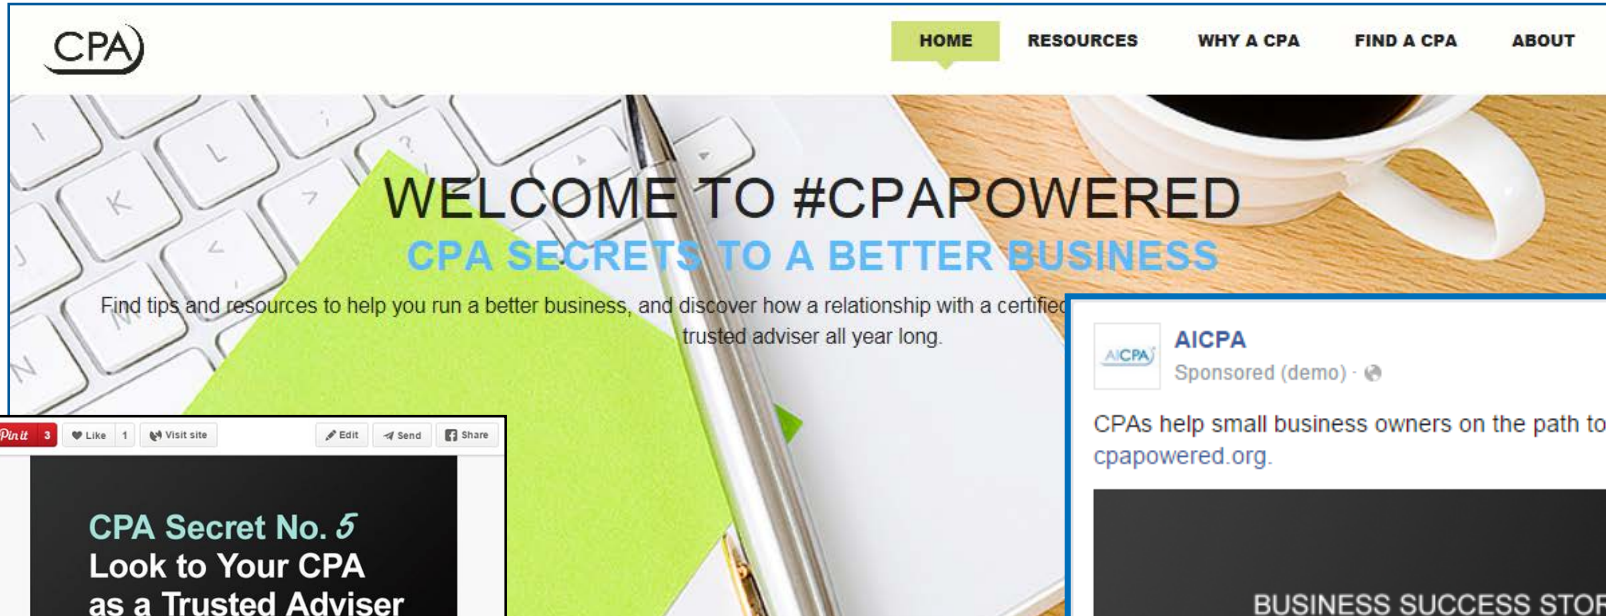 CPA
HOME RESOURCES WHY A CPA FIND A CPA ABOUT
WELCOME TO #CPAPOWERED
CPA SECRETS TO A BETTER BUSINESS
Find tips and resources to help you run a better business, and discover how a relationship with a certified
trusted adviser all year long.
AICPA
AICPA
Sponsored (demo) ·
CPAs help small business owners on the path to
cpapowered.org.
BUSINESS SUCCESS STOR
Pin it 3 Like 1 Visit site Edit Send Share
CPA Secret No. 5
Look to Your CPA
as a Trusted Adviser